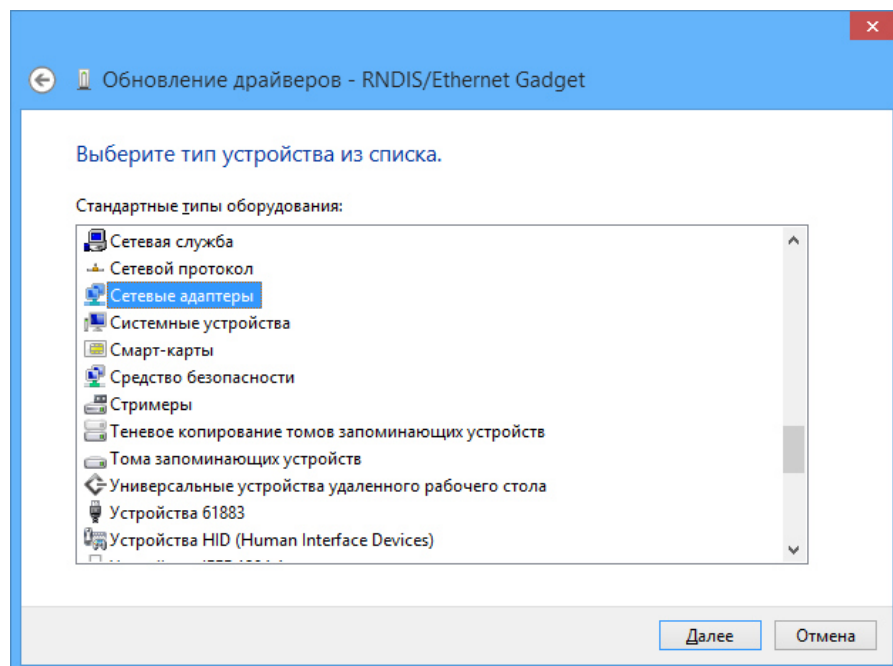 Обновление драйверов - RNDIS/Ethernet Gadget
Выберите тип устройства из списка.
Стандартные типы оборудования:
Сетевая служба
Сетевой протокол
Сетевые адаптеры
Системные устройства
Смарт-карты
Средство безопасности
Стримеры
Теневое копирование томов запоминающих устройств
Тома запоминающих устройств
Универсальные устройства удаленного рабочего стола
Устройства 61883
Устройства HID (Human Interface Devices)
Далее
Отмена